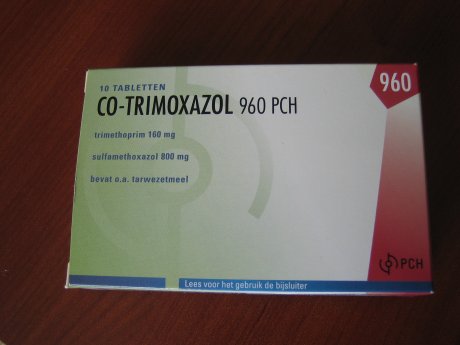 10 TABLETTEN
CO-TRIMOXAZOL 960 PCH
960
trimethoprim 160 mg
sulfamethoxazol 800 mg
bevat o.a. tarwezetmeel
PCH
Lees voor het gebruik de bijsluiter